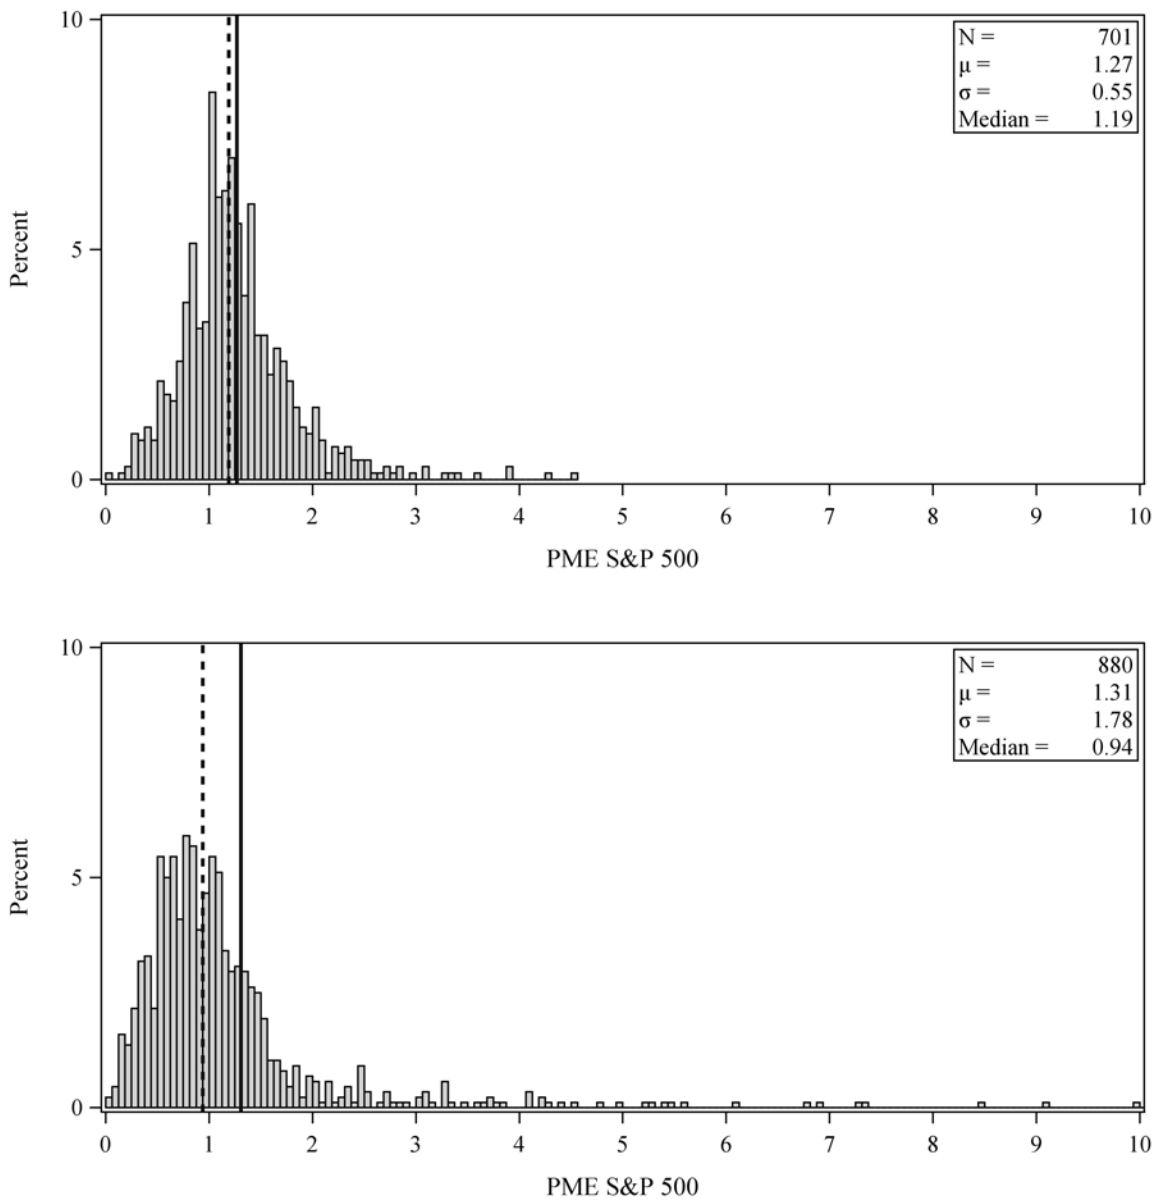 10
N = 701
μ = 1.27
σ = 0.55
Median = 1.19
Percent
5
0
0 1 2 3 4 5 6 7 8 9 10
PME S&P 500
10
N = 880
μ = 1.31
σ = 1.78
Median = 0.94
Percent
5
0
0 1 2 3 4 5 6 7 8 9 10
PME S&P 500